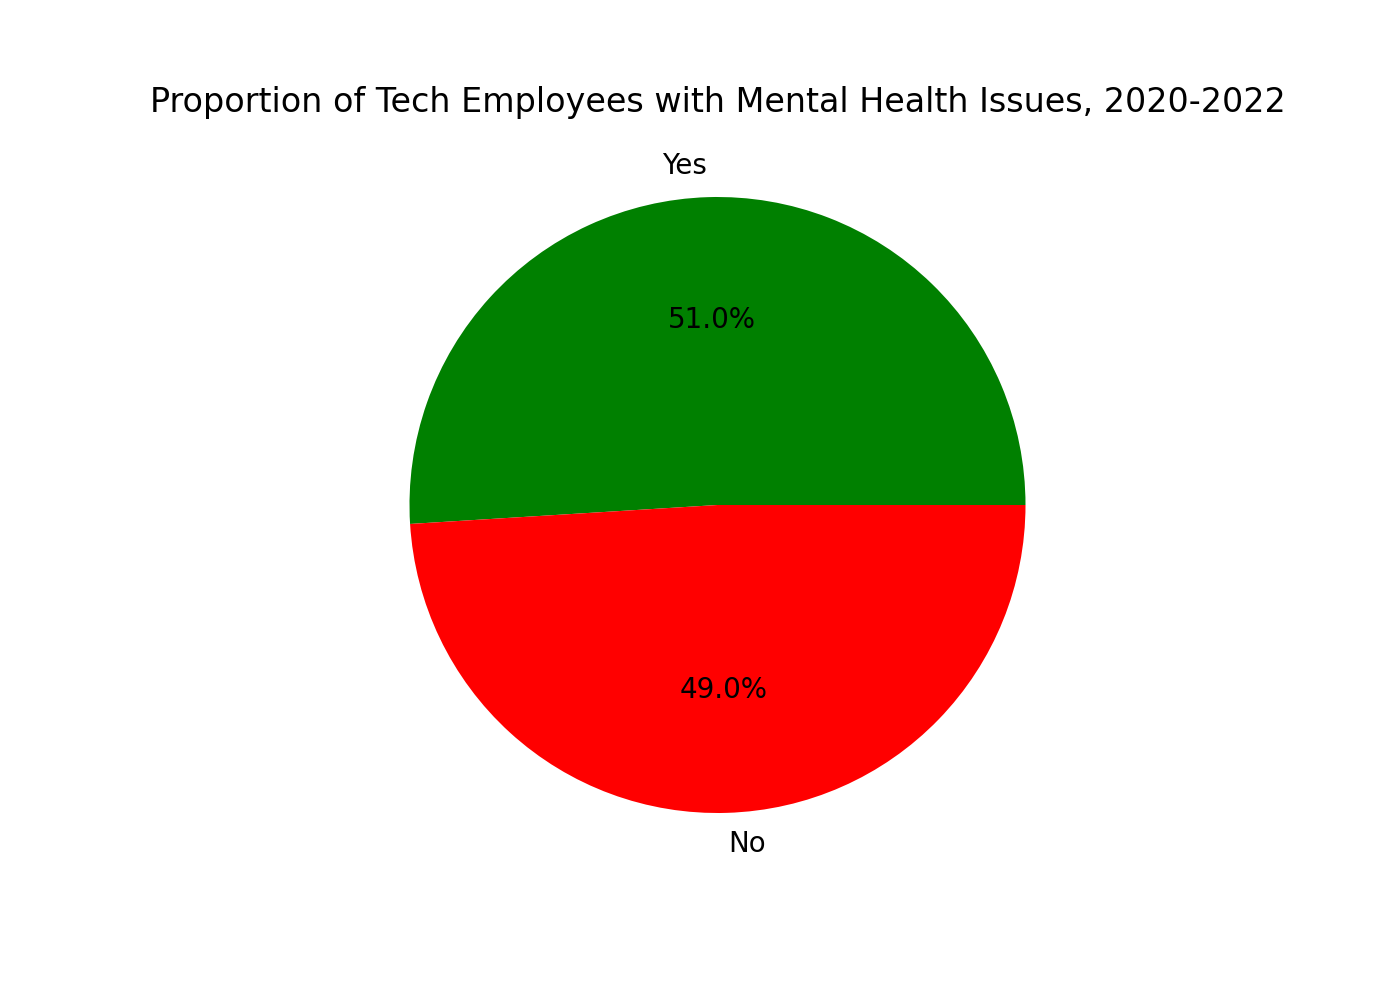 Proportion of Tech Employees with Mental Health Issues, 2020-2022
Yes
51.0%
49.0%
No